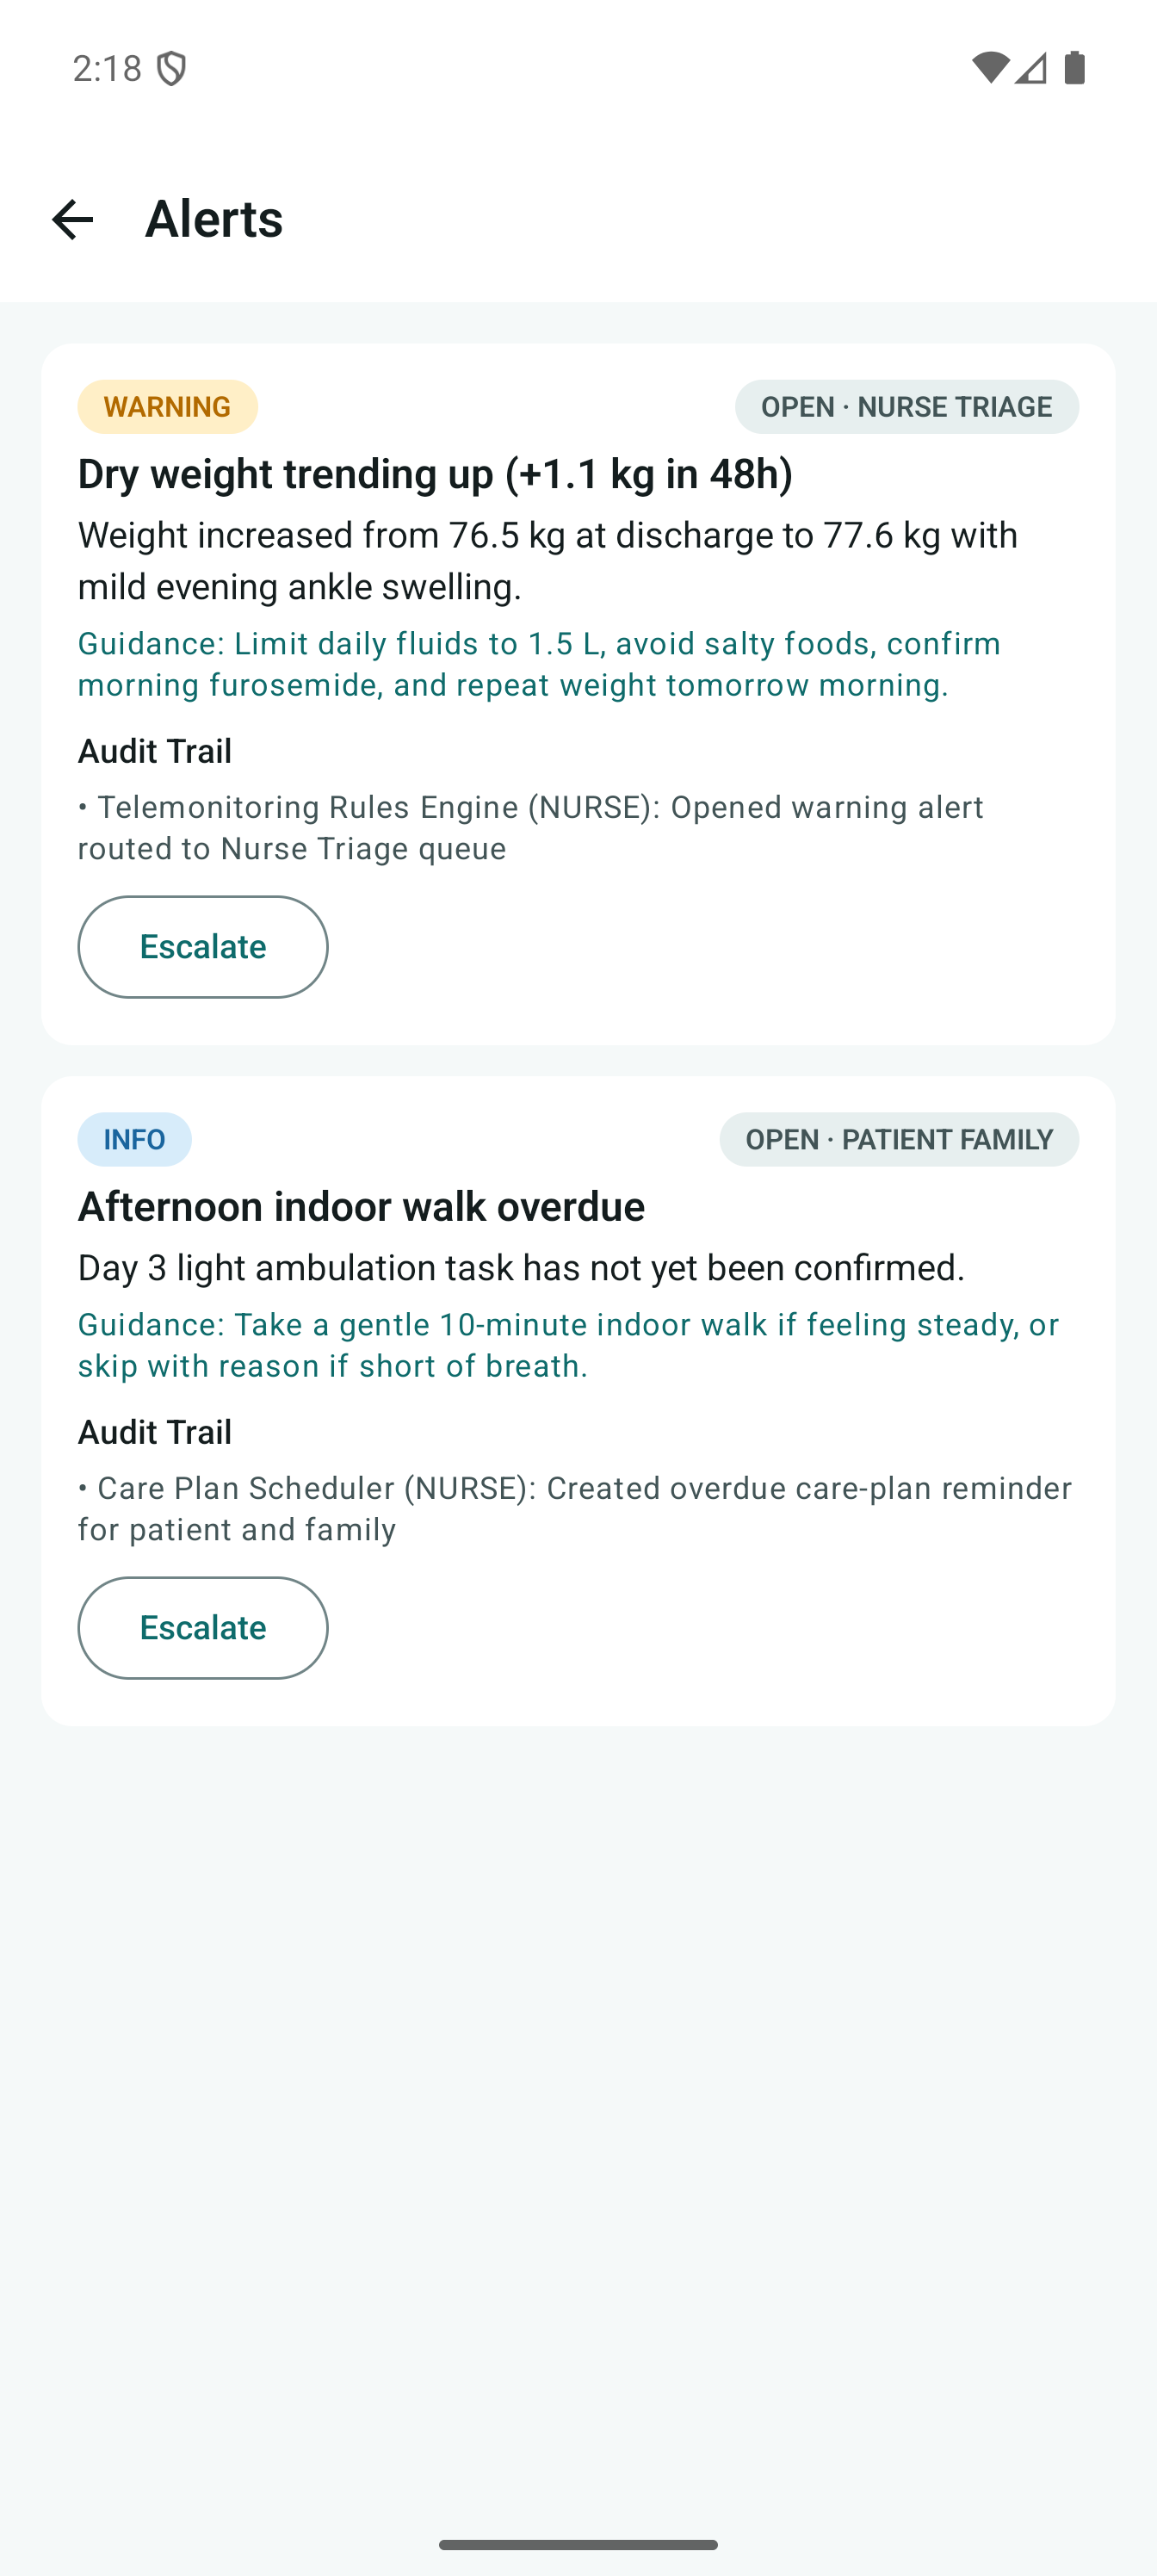 2:18
Alerts
WARNING
OPEN · NURSE TRIAGE
Dry weight trending up (+1.1 kg in 48h)
Weight increased from 76.5 kg at discharge to 77.6 kg with
mild evening ankle swelling.
Guidance: Limit daily fluids to 1.5 L, avoid salty foods, confirm
morning furosemide, and repeat weight tomorrow morning.
Audit Trail
• Telemonitoring Rules Engine (NURSE): Opened warning alert
routed to Nurse Triage queue
Escalate
INFO
OPEN · PATIENT FAMILY
Afternoon indoor walk overdue
Day 3 light ambulation task has not yet been confirmed.
Guidance: Take a gentle 10-minute indoor walk if feeling steady, or
skip with reason if short of breath.
Audit Trail
• Care Plan Scheduler (NURSE): Created overdue care-plan reminder
for patient and family
Escalate